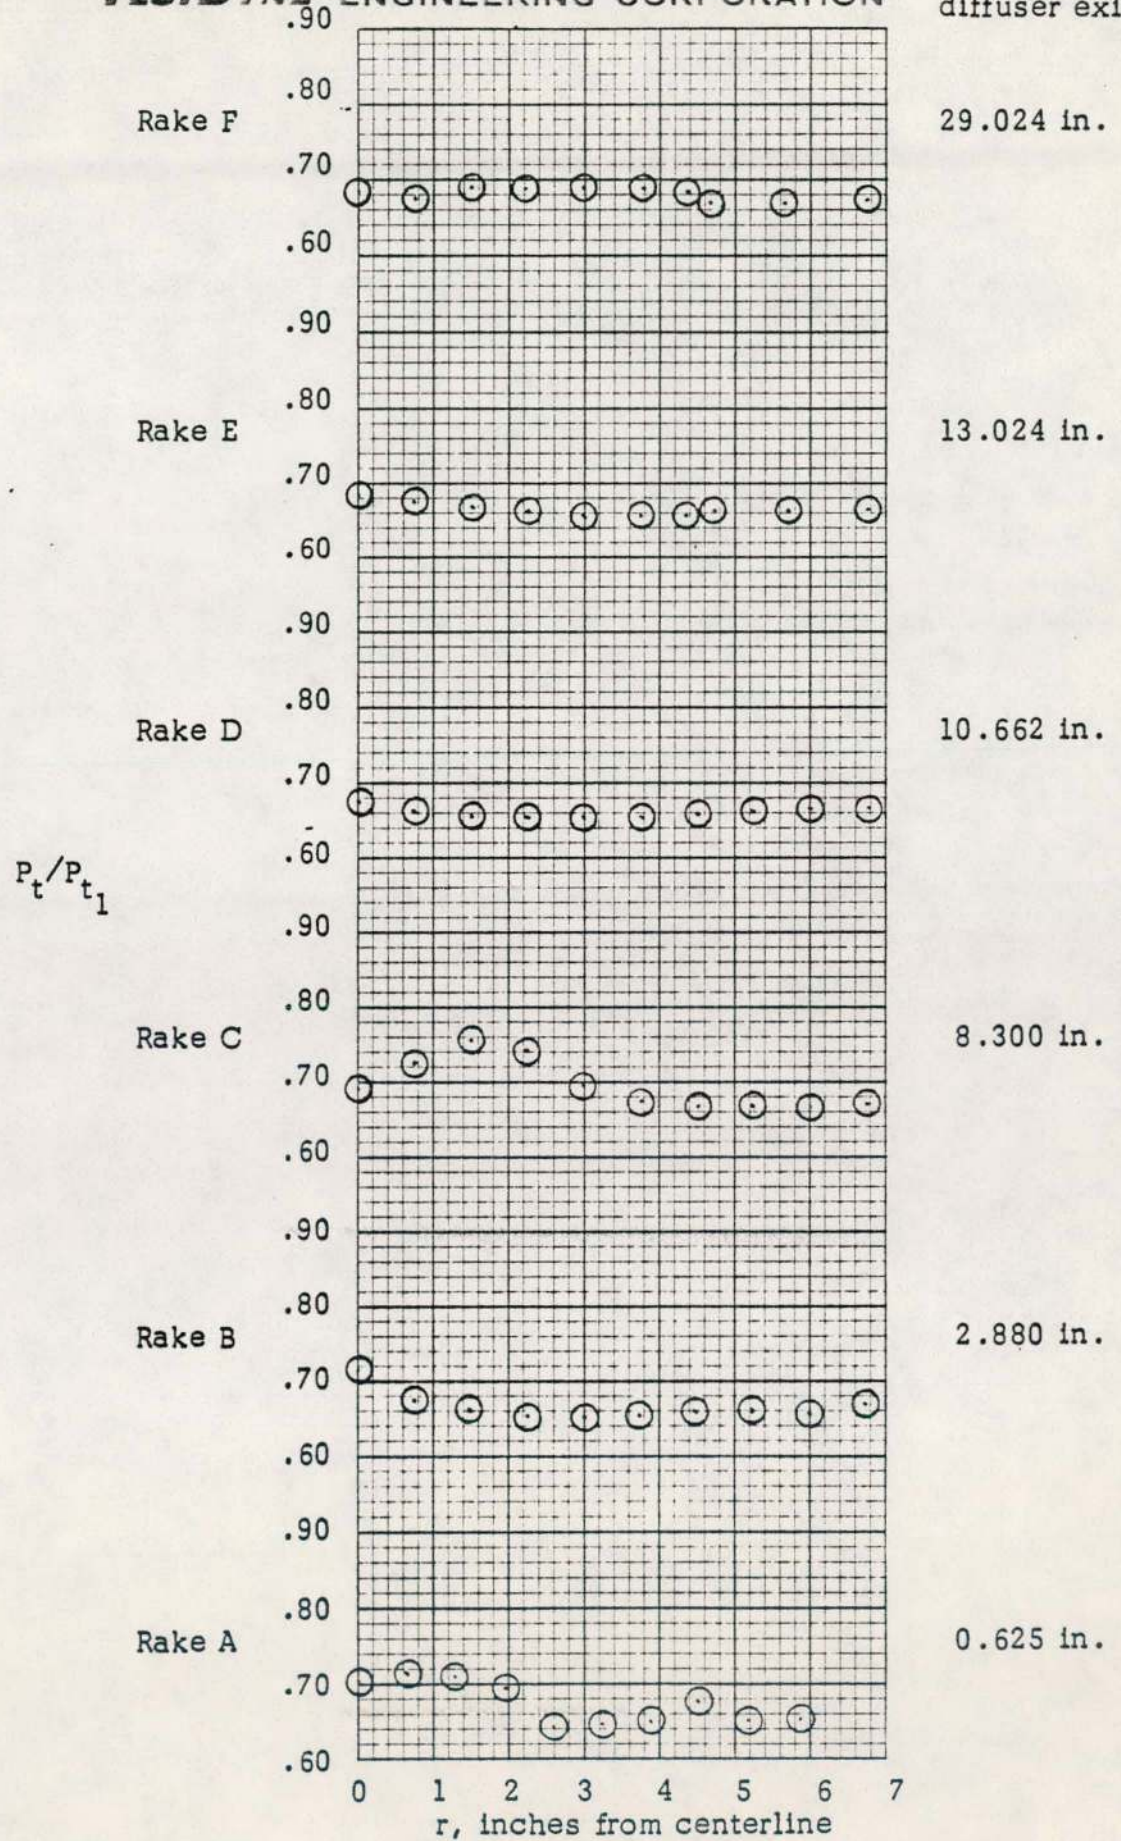 ENGINEERING CORPORATION
diffuser exi
.90
.80
Rake F
29.024 in.
.70
.60
.90
.80
Rake E
13.024 in.
.70
.60
.90
.80
Rake D
10.662 in.
.70
.60
Pt/Pt1
.90
.80
Rake C
8.300 in.
.70
.60
.90
.80
Rake B
2.880 in.
.70
.60
.90
.80
Rake A
0.625 in.
.70
.60
0 1 2 3 4 5 6 7
r, inches from centerline